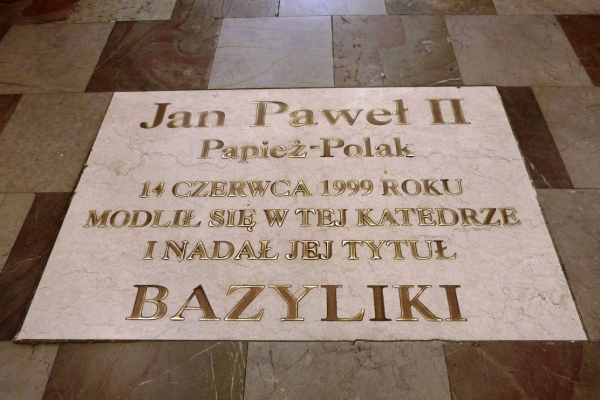 Jan Paweł II
Papież-Polak
14 CZERWCA 1999 ROKU
MODLIŁ SIĘ W TEJ KATEDRZE
I NADAŁ JEJ TYTUŁ
BAZYLIKI